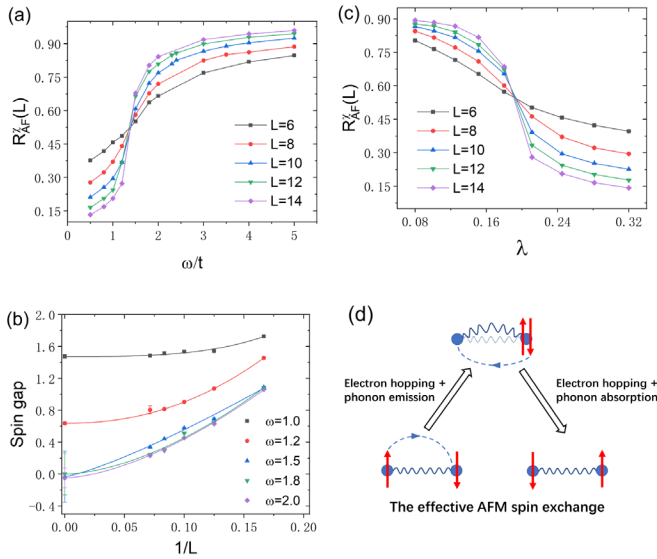 (a)
R^χ_AF(L)
0.90
0.75
0.60
0.45
0.30
0.15
L=6
L=8
L=10
L=12
L=14
0 1 2 3 4 5
ω/t
(c)
R^χ_AF(L)
0.90
0.75
0.60
0.45
0.30
0.15
L=6
L=8
L=10
L=12
L=14
0.08 0.16 0.24 0.32
λ
(b)
Spin gap
1.6
1.2
0.8
0.4
0.0
-0.4
ω=1.0
ω=1.2
ω=1.5
ω=1.8
ω=2.0
0.00 0.05 0.10 0.15 0.20
1/L
(d)
Electron hopping +
phonon emission
Electron hopping +
phonon absorption
The effective AFM spin exchange